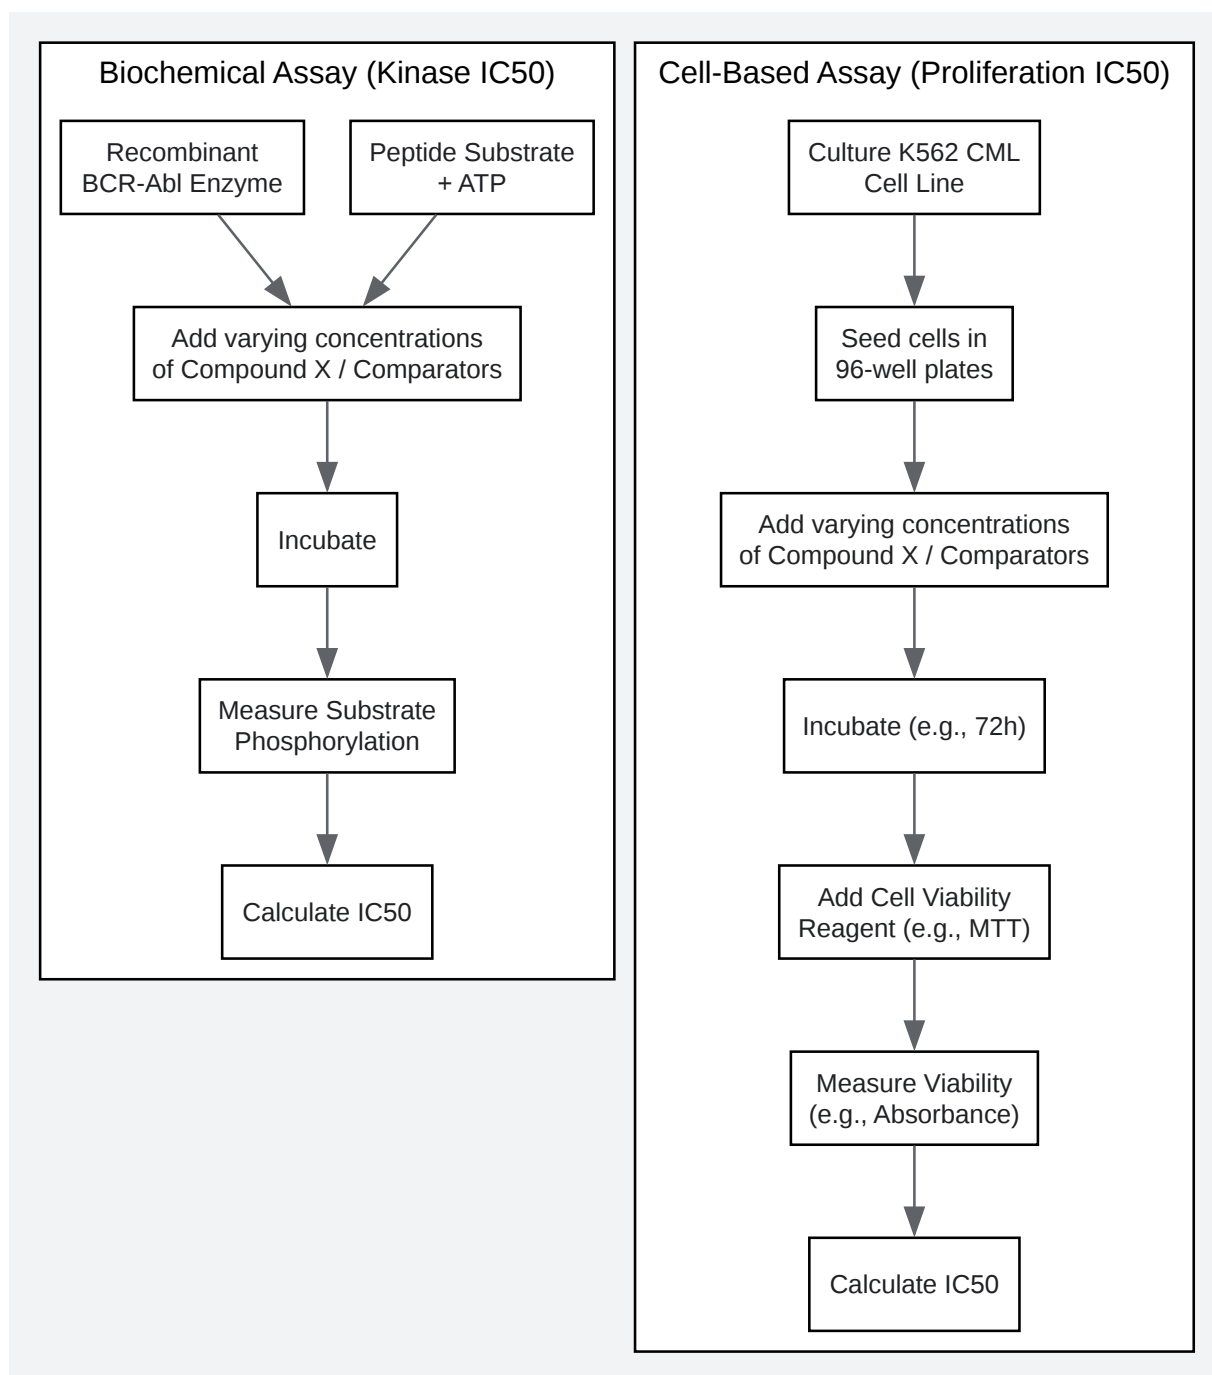 Biochemical Assay (Kinase IC50)
Recombinant
BCR-Abl Enzyme
Peptide Substrate
+ ATP
Add varying concentrations
of Compound X / Comparators
Incubate
Measure Substrate
Phosphorylation
Calculate IC50
Cell-Based Assay (Proliferation IC50)
Culture K562 CML
Cell Line
Seed cells in
96-well plates
Add varying concentrations
of Compound X / Comparators
Incubate (e.g., 72h)
Add Cell Viability
Reagent (e.g., MTT)
Measure Viability
(e.g., Absorbance)
Calculate IC50